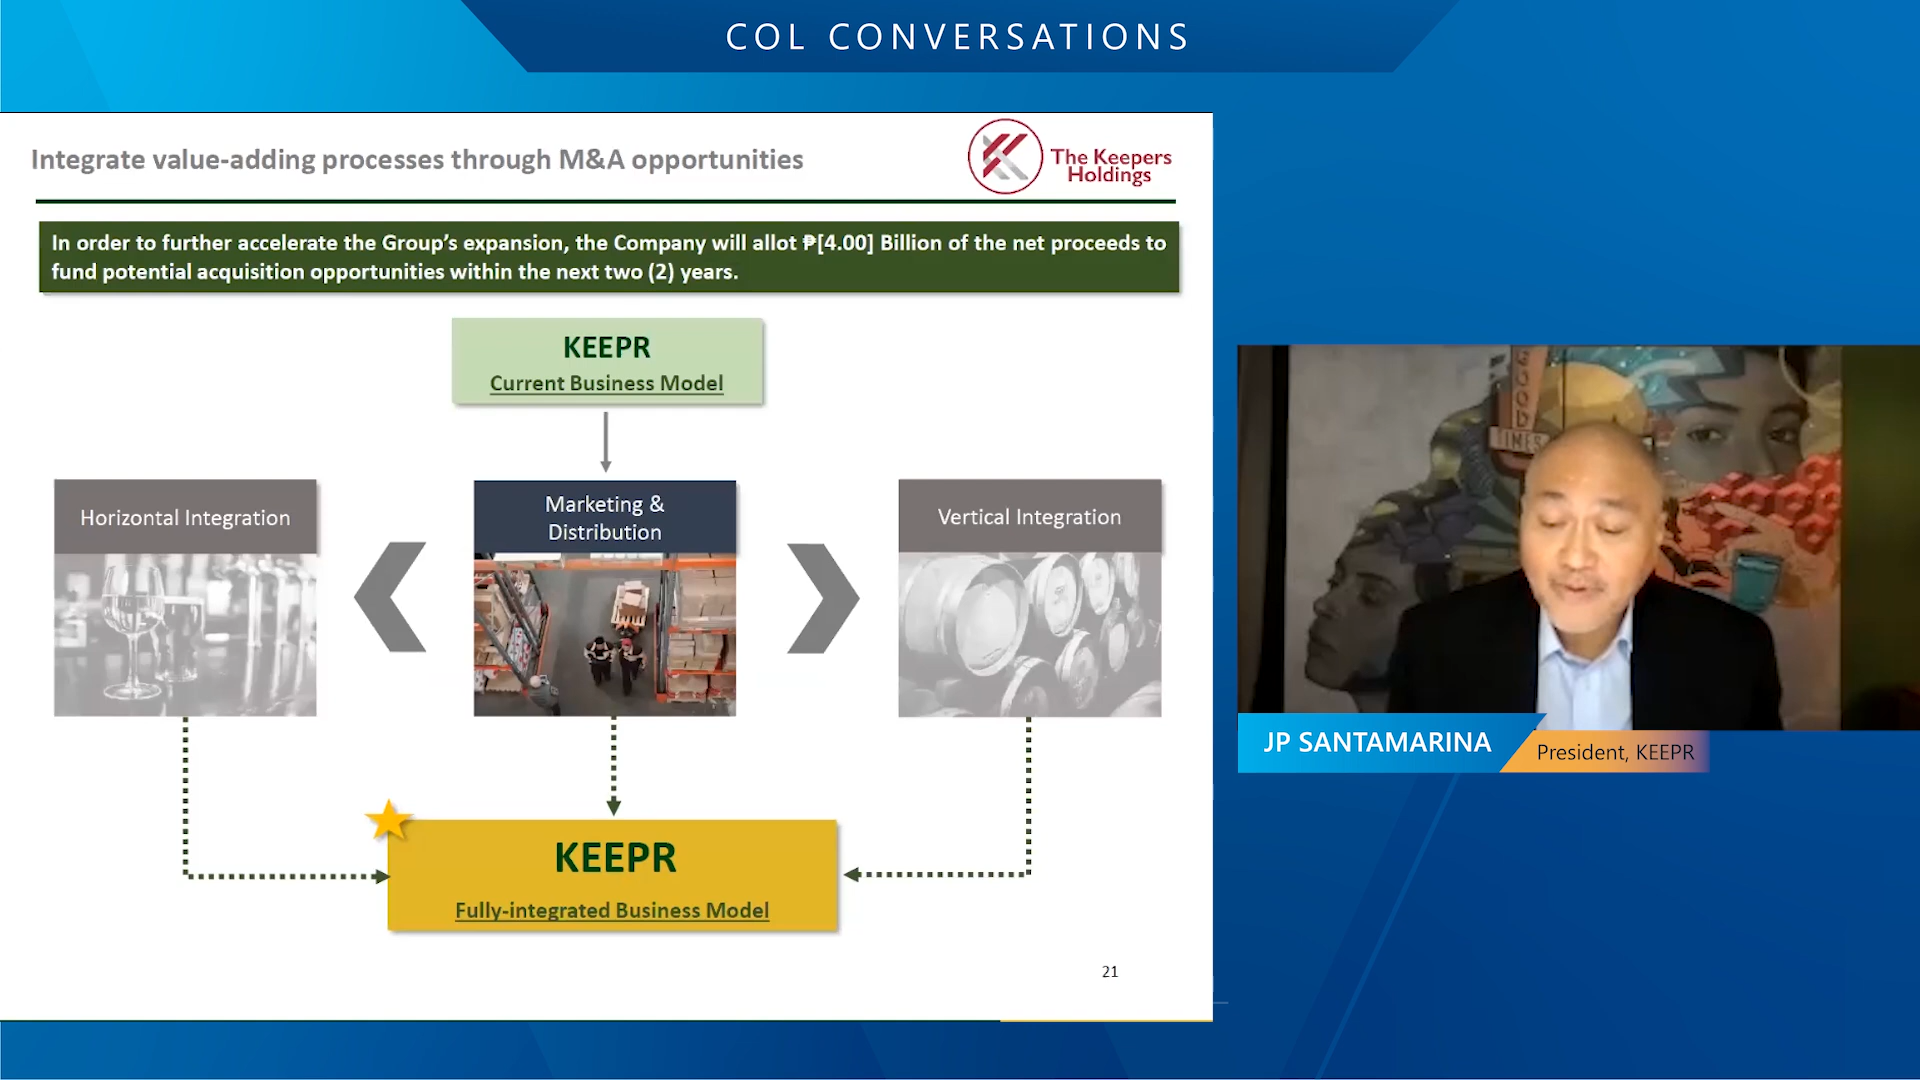 COL CONVERSATIONS
Integrate value-adding processes through M&A opportunities
The Keepers
Holdings
In order to further accelerate the Group's expansion, the Company will allot ₱[4.00] Billion of the net proceeds to
fund potential acquisition opportunities within the next two (2) years.
KEEPR
Current Business Model
Horizontal Integration
Marketing &
Distribution
Vertical Integration
KEEPR
Fully-integrated Business Model
21
GOOD
TIMES
JP SANTAMARINA
President, KEEPR